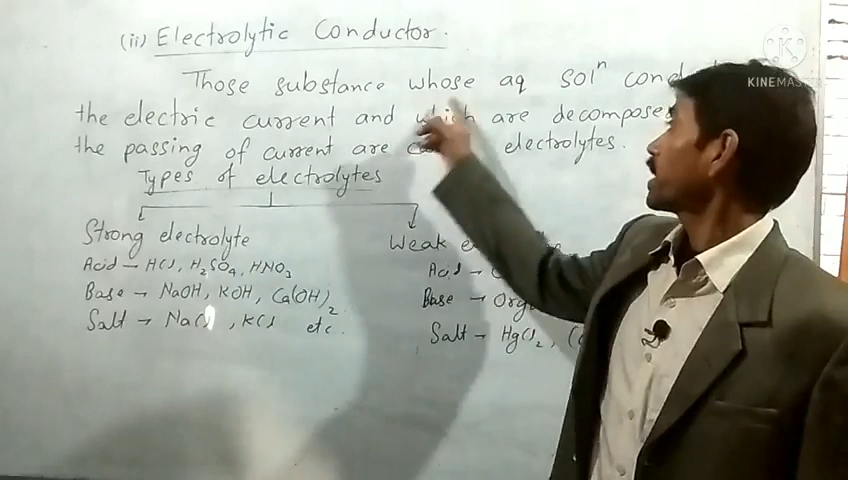 (ii) Electrolytic Conductor.
Those substance whose aq solⁿ
the electric current and which are decompose
the passing of current are electrolytes.
Types of electrolytes
Strong electrolyte
Acid → HCl, H₂SO₄, HNO₃
Base → NaOH, KOH, Ca(OH)₂
Salt → NaCl, KCl etc.
Weak
Acid →
Base →
Salt → HgCl₂,
KINEMAS